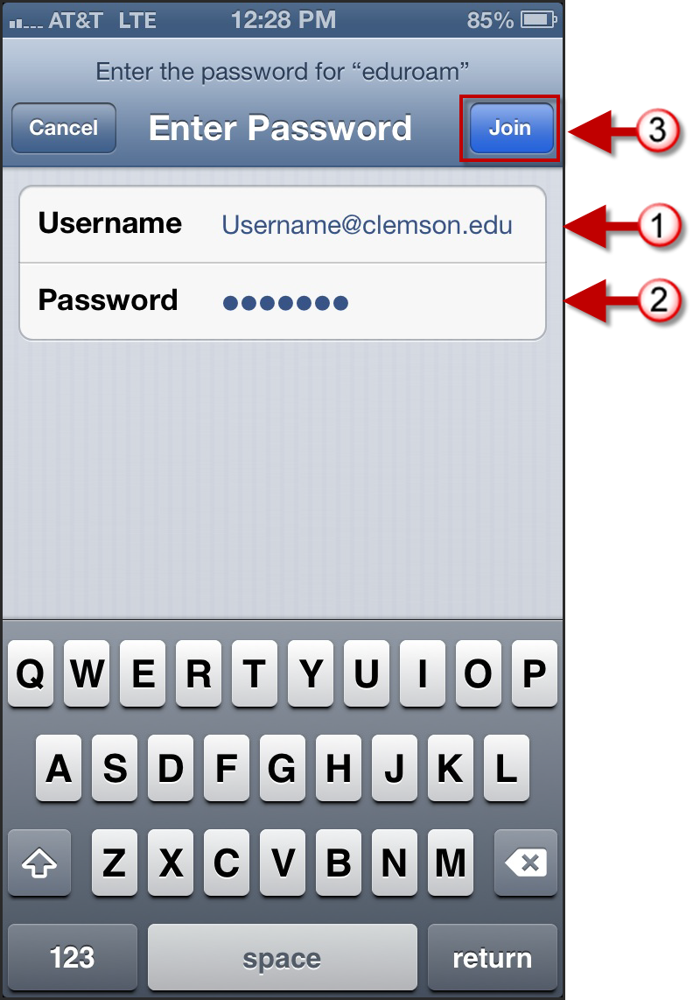 AT&T LTE 12:28 PM 85%
Enter the password for “eduroam”
Cancel Enter Password Join 3
Username Username@clemson.edu 1
Password ●●●●●●● 2
Q W E R T Y U I O P
A S D F G H J K L
Z X C V B N M
123 space return